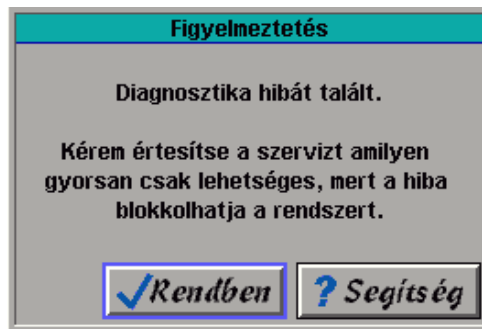 Figyelmeztetés
Diagnosztika hibát talált.
Kérem értesítse a szervizt amilyen
gyorsan csak lehetséges, mert a hiba
blokkolhatja a rendszert.
Rendben
? Segítség